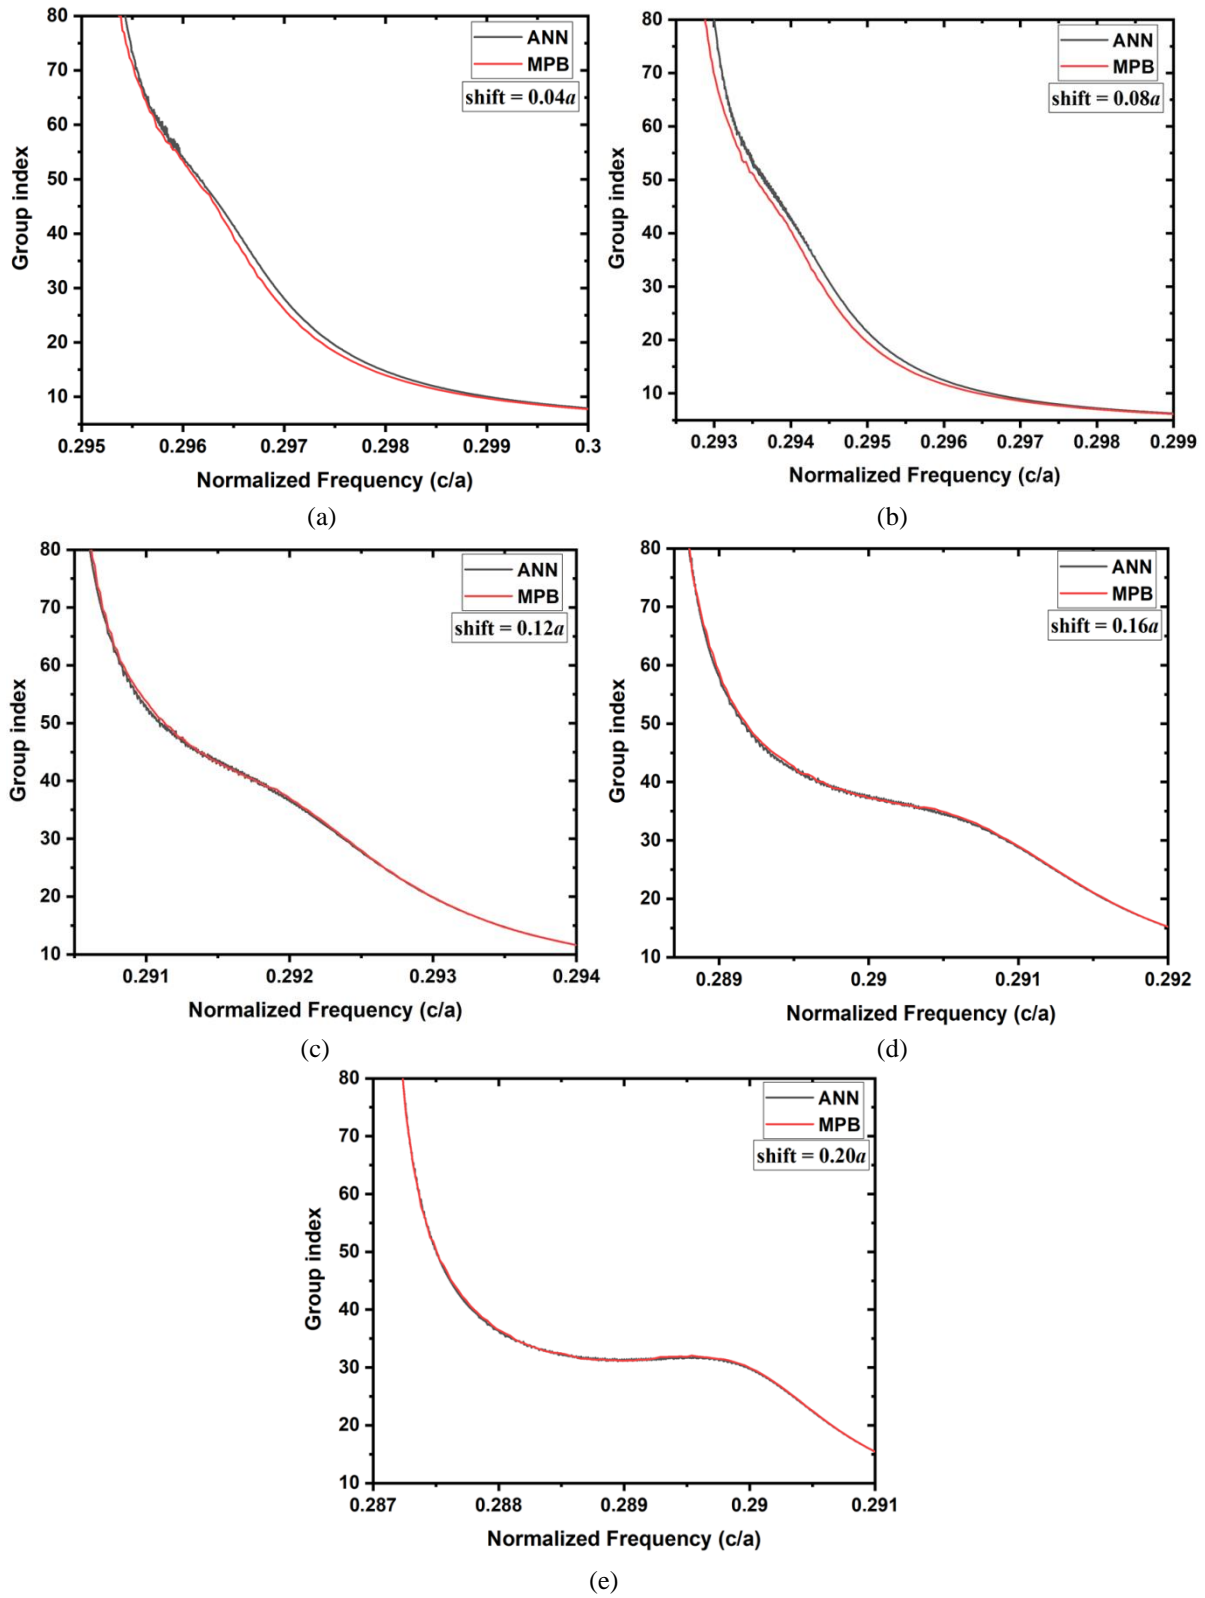 80
70
60
50
40
30
20
10
Group index
ANN
MPB
shift = 0.04a
0.295
0.296
0.297
0.298
0.299
0.3
Normalized Frequency (c/a)
(a)
80
70
60
50
40
30
20
10
Group index
ANN
MPB
shift = 0.08a
0.293
0.294
0.295
0.296
0.297
0.298
0.299
Normalized Frequency (c/a)
(b)
80
70
60
50
40
30
20
10
Group index
ANN
MPB
shift = 0.12a
0.291
0.292
0.293
0.294
Normalized Frequency (c/a)
(c)
80
70
60
50
40
30
20
10
Group index
ANN
MPB
shift = 0.16a
0.289
0.29
0.291
0.292
Normalized Frequency (c/a)
(d)
80
70
60
50
40
30
20
10
Group index
ANN
MPB
shift = 0.20a
0.287
0.288
0.289
0.29
0.291
Normalized Frequency (c/a)
(e)